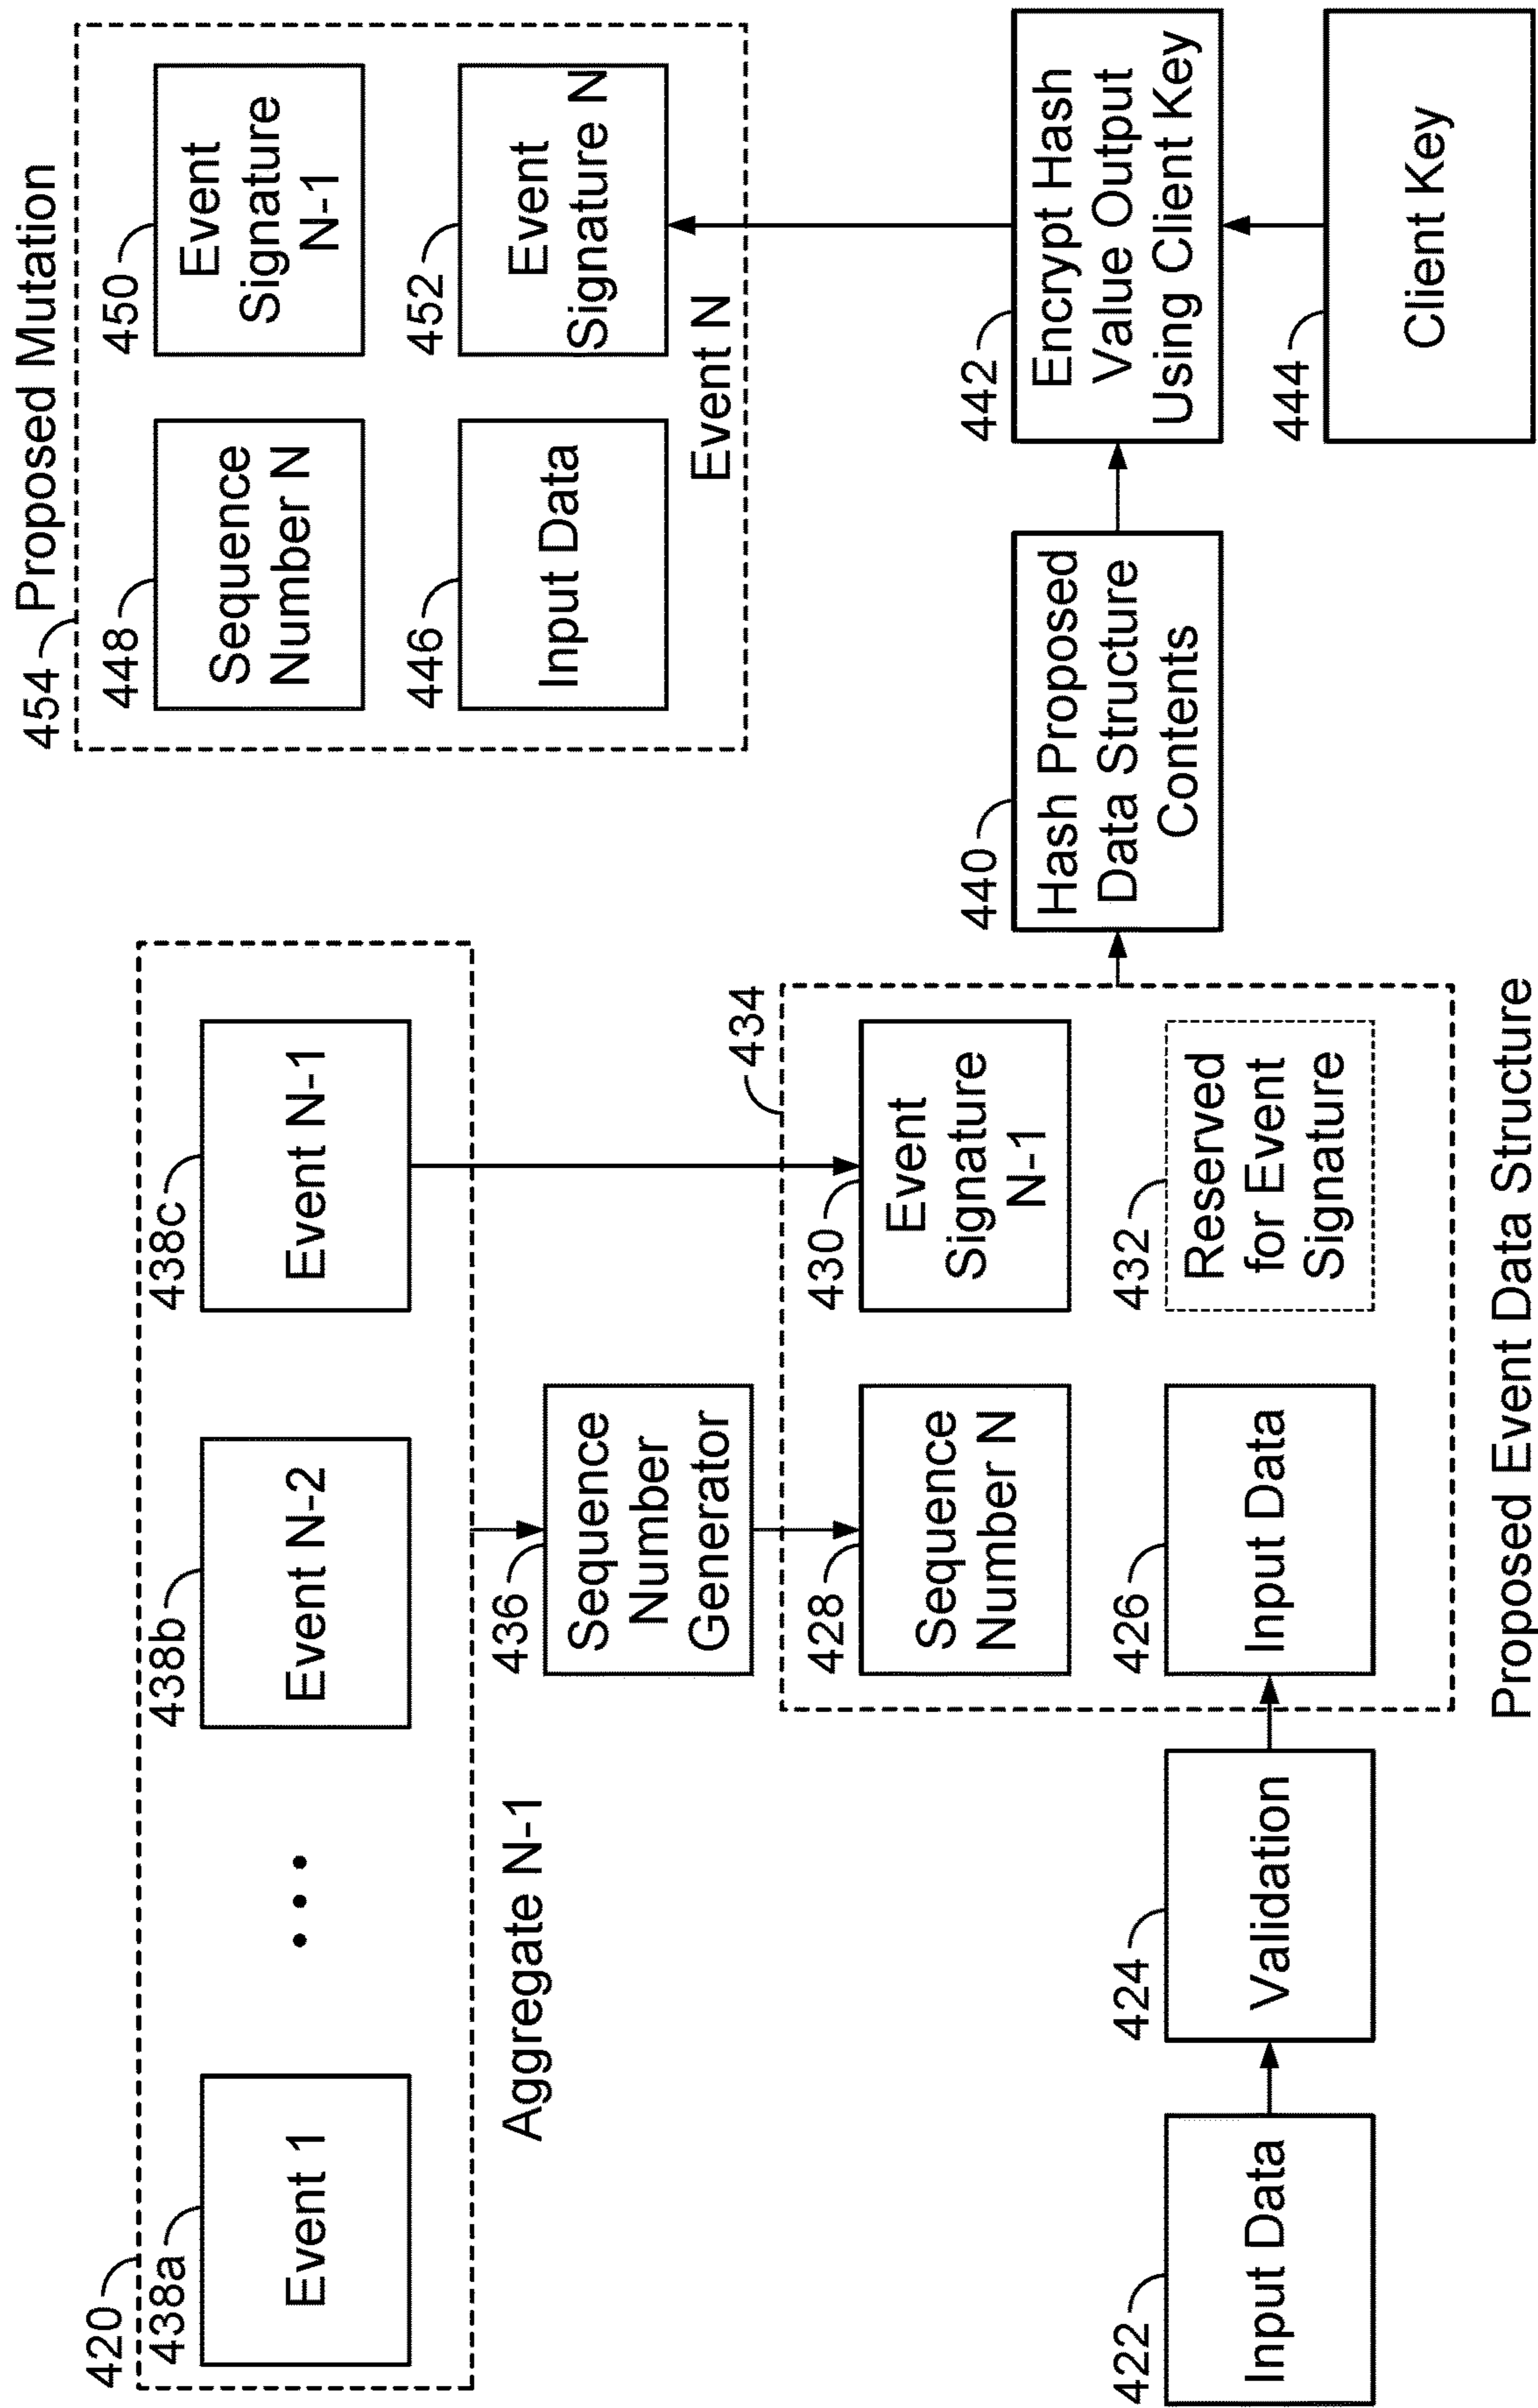 420
438a
Event 1
438b
Event N-2
438c
Event N-1
Aggregate N-1
436
Sequence
Number
Generator
434
428
Sequence
Number N
430
Event
Signature
N-1
422
Input Data
424
Validation
426
Input Data
432
Reserved
for Event
Signature
Proposed Event Data Structure
440
Hash Proposed
Data Structure
Contents
442
Encrypt Hash
Value Output
Using Client Key
444
Client Key
454
Proposed Mutation
448
Sequence
Number N
450
Event
Signature
N-1
446
Input Data
452
Event
Signature N
Event N